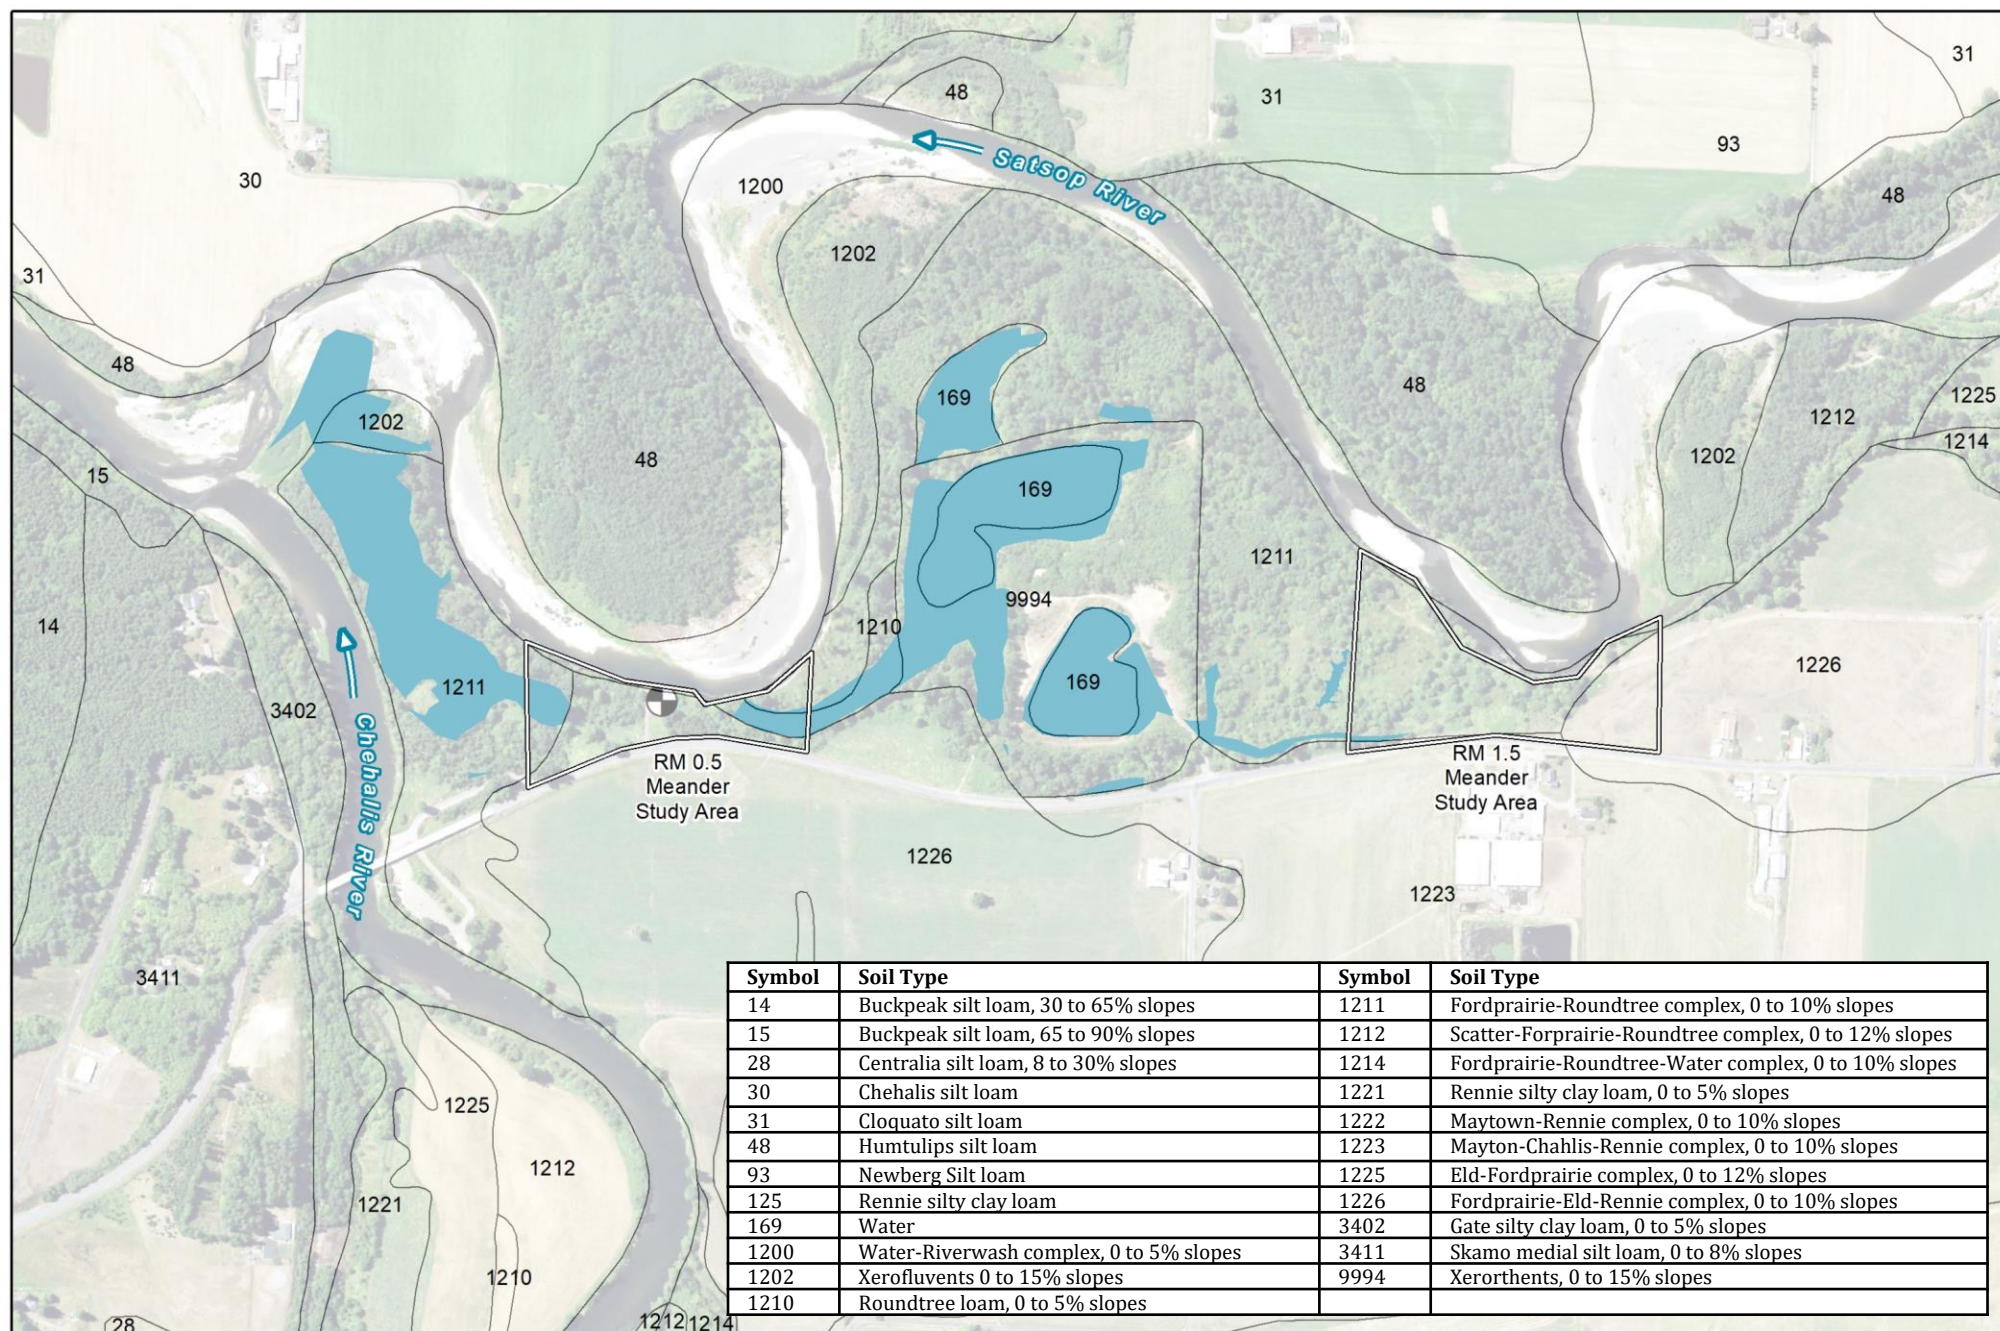 31
48
31
93
Satsop River
30
1200
48
1202
31
48
169
48
1225
1202
1212
1214
48
15
1202
169
1211
9994
14
1210
1226
1211
169
3402
Chehalis River
RM 0.5
Meander
Study Area
RM 1.5
Meander
Study Area
1226
1223
3411
1225
1212
1221
1210
28
1212
1214
Symbol Soil Type Symbol Soil Type
14 Buckpeak silt loam, 30 to 65% slopes 1211 Fordprairie-Roundtree complex, 0 to 10% slopes
15 Buckpeak silt loam, 65 to 90% slopes 1212 Scatter-Forprairie-Roundtree complex, 0 to 12% slopes
28 Centralia silt loam, 8 to 30% slopes 1214 Fordprairie-Roundtree-Water complex, 0 to 10% slopes
30 Chehalis silt loam 1221 Rennie silty clay loam, 0 to 5% slopes
31 Cloquato silt loam 1222 Maytown-Rennie complex, 0 to 10% slopes
48 Humtulips silt loam 1223 Mayton-Chahlis-Rennie complex, 0 to 10% slopes
93 Newberg Silt loam 1225 Eld-Fordprairie complex, 0 to 12% slopes
125 Rennie silty clay loam 1226 Fordprairie-Eld-Rennie complex, 0 to 10% slopes
169 Water 3402 Gate silty clay loam, 0 to 5% slopes
1200 Water-Riverwash complex, 0 to 5% slopes 3411 Skamo medial silt loam, 0 to 8% slopes
1202 Xerofluvents 0 to 15% slopes 9994 Xerorthents, 0 to 15% slopes
1210 Roundtree loam, 0 to 5% slopes